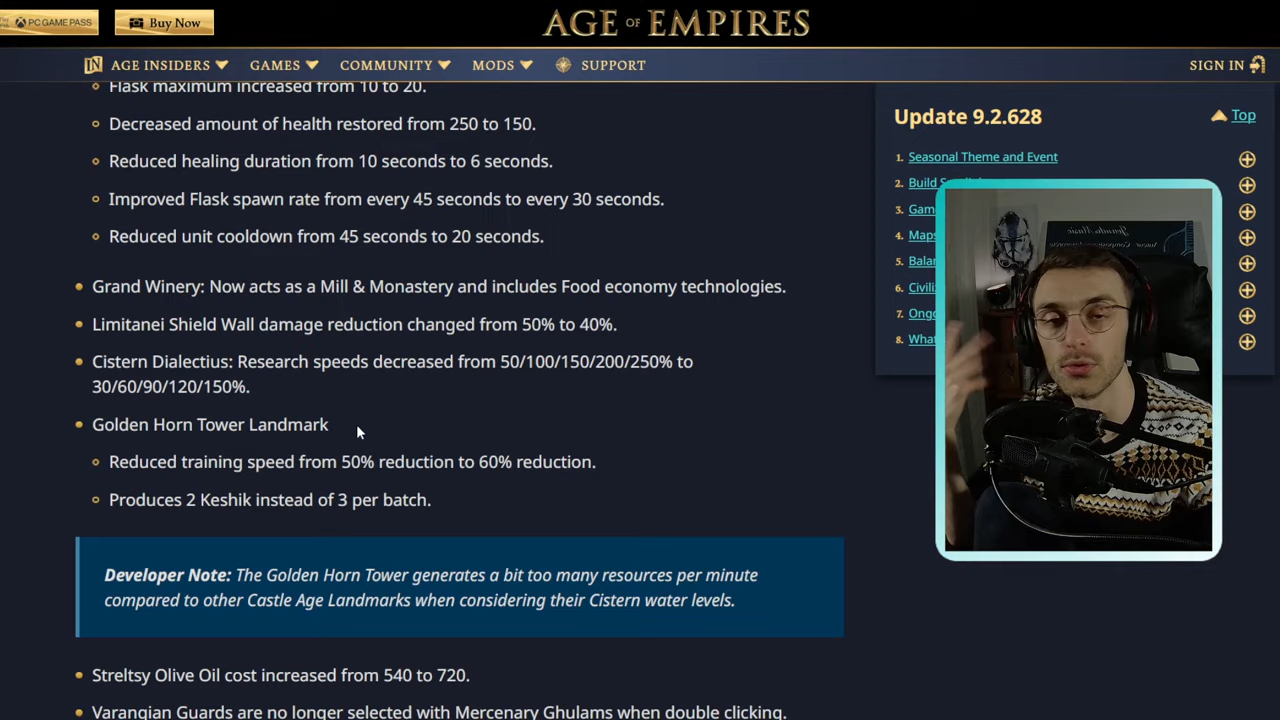 PC GAME PASS
Buy Now
AGE OF EMPIRES
IN AGE INSIDERS
GAMES
COMMUNITY
MODS
SUPPORT
SIGN IN
Flask maximum increased from 10 to 20.
Decreased amount of health restored from 250 to 150.
Reduced healing duration from 10 seconds to 6 seconds.
Improved Flask spawn rate from every 45 seconds to every 30 seconds.
Reduced unit cooldown from 45 seconds to 20 seconds.
Grand Winery: Now acts as a Mill & Monastery and includes Food economy technologies.
Limitanei Shield Wall damage reduction changed from 50% to 40%.
Cistern Dialectius: Research speeds decreased from 50/100/150/200/250% to
30/60/90/120/150%.
Golden Horn Tower Landmark
Reduced training speed from 50% reduction to 60% reduction.
Produces 2 Keshik instead of 3 per batch.
Developer Note: The Golden Horn Tower generates a bit too many resources per minute
compared to other Castle Age Landmarks when considering their Cistern water levels.
Streltsy Olive Oil cost increased from 540 to 720.
Varangian Guards are no longer selected with Mercenary Ghulams when double clicking.
Update 9.2.628
Top
1. Seasonal Theme and Event
2. Build
3. Gam
4. Maps
5. Balan
6. Civili
7. Ongo
8. What